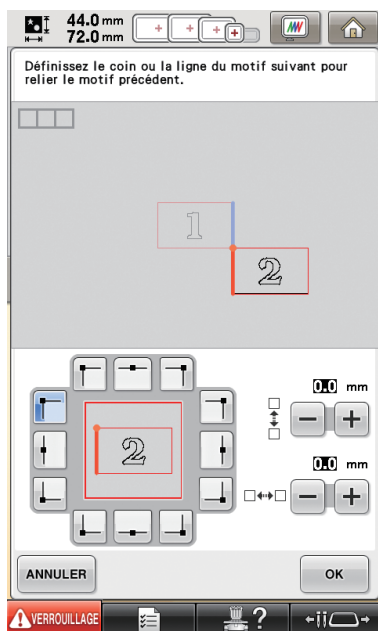 44.0 mm
72.0 mm
Définissez le coin ou la ligne du motif suivant pour
relier le motif précédent.
1
2
2
0.0 mm
0.0 mm
ANNULER
OK
VERROUILLAGE
?